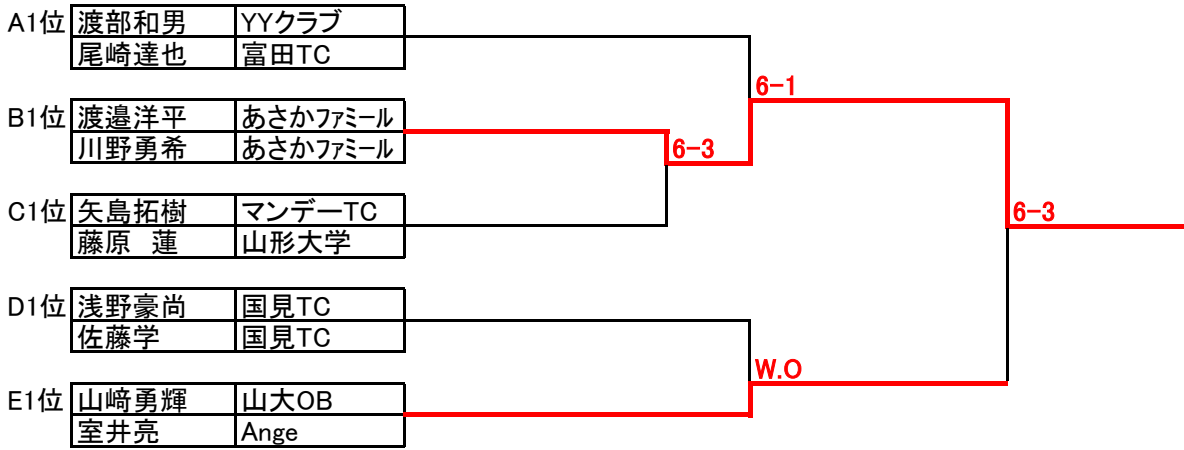 A1位 渡部和男 YYクラブ
尾崎達也 富田TC
6-1
B1位 渡邉洋平 あさかファミール
川野勇希 あさかファミール
6-3
C1位 矢島拓樹 マンデーTC
6-3
藤原　蓮 山形大学
D1位 浅野豪尚 国見TC
佐藤学 国見TC
W.O
E1位 山﨑勇輝 山大OB
室井亮 Ange